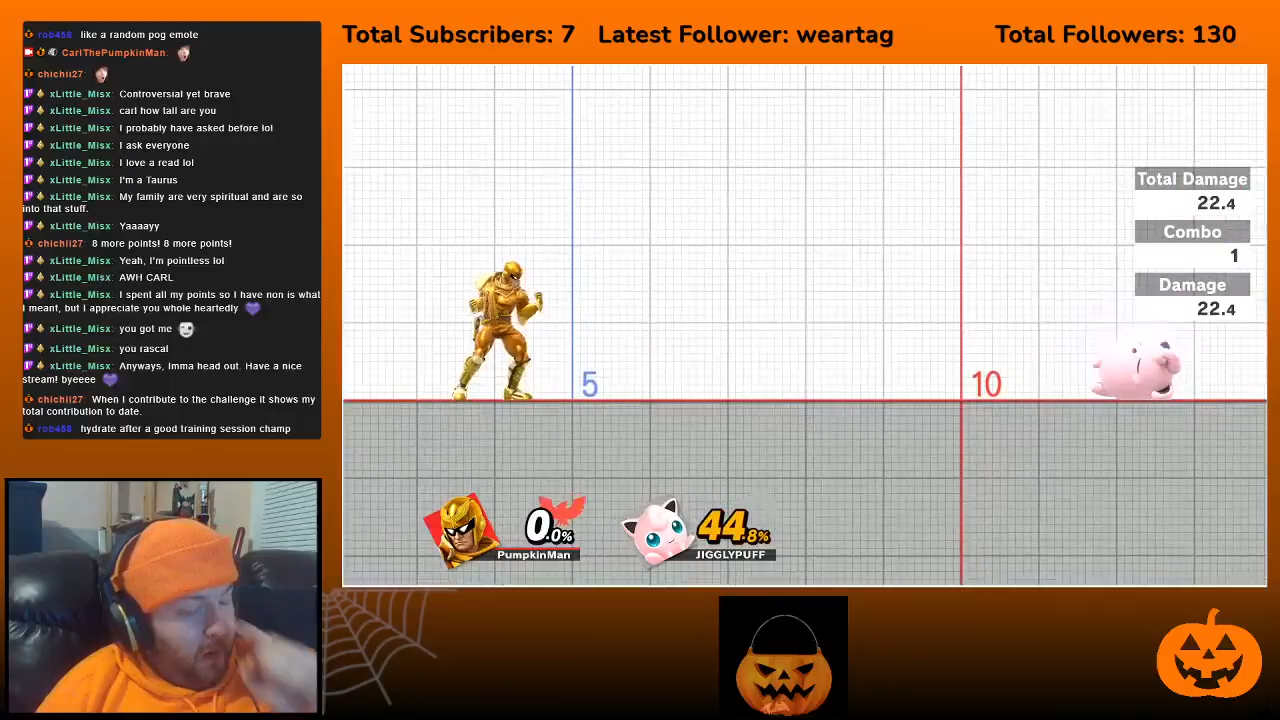 Total Subscribers: 7 Latest Follower: weartag Total Followers: 130
rob458 like a random pog emote
CarlThePumpkinMan:
chichii27:
xLittle_Misx: Controversial yet brave
xLittle_Misx: carl how tall are you
xLittle_Misx: I probably have asked before lol
xLittle_Misx: I ask everyone
xLittle_Misx: I love a read lol
xLittle_Misx: I'm a Taurus
xLittle_Misx: My family are very spiritual and are so
into that stuff.
xLittle_Misx: Yaaaayy
chichii27: 8 more points! 8 more points!
xLittle_Misx: Yeah, I'm pointless lol
xLittle_Misx: AWH CARL
xLittle_Misx: I spent all my points so I have non is what
I meant, but I appreciate you whole heartedly
xLittle_Misx: you got me
xLittle_Misx: you rascal
xLittle_Misx: Anyways, Imma head out. Have a nice
stream! byeeee
chichii27: When I contribute to the challenge it shows my
total contribution to date.
rob458: hydrate after a good training session champ
Total Damage
22.4
Combo
1
Damage
22.4
5
10
0.0%
PumpkinMan
44.8%
JIGGLYPUFF